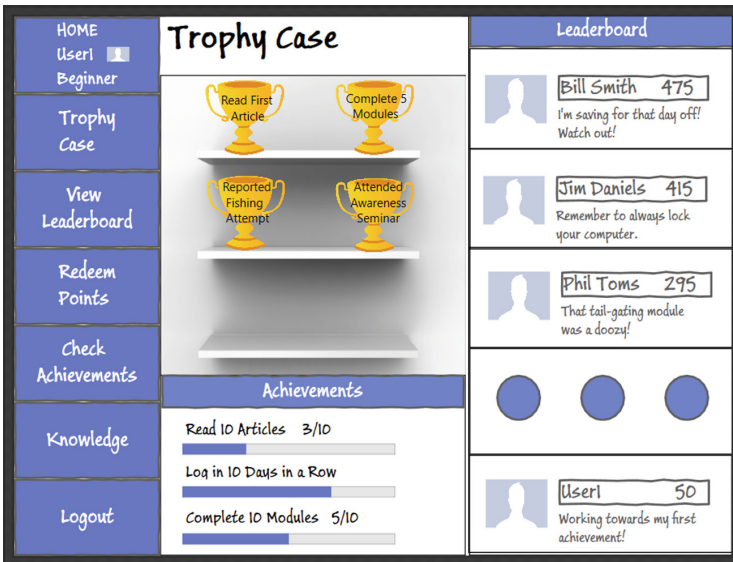 HOME
User1
Beginner
Trophy
Case
View
Leaderboard
Redeem
Points
Check
Achievements
Knowledge
Logout
Trophy Case
Read First
Article
Complete 5
Modules
Reported
Fishing
Attempt
Attended
Awareness
Seminar
Achievements
Read 10 Articles 3/10
Log in 10 Days in a Row
Complete 10 Modules 5/10
Leaderboard
Bill Smith 475
I'm saving for that day off!
Watch out!
Jim Daniels 415
Remember to always lock
your computer.
Phil Toms 295
That tail-gating module
was a doozy!
User1 50
Working towards my first
achievement!